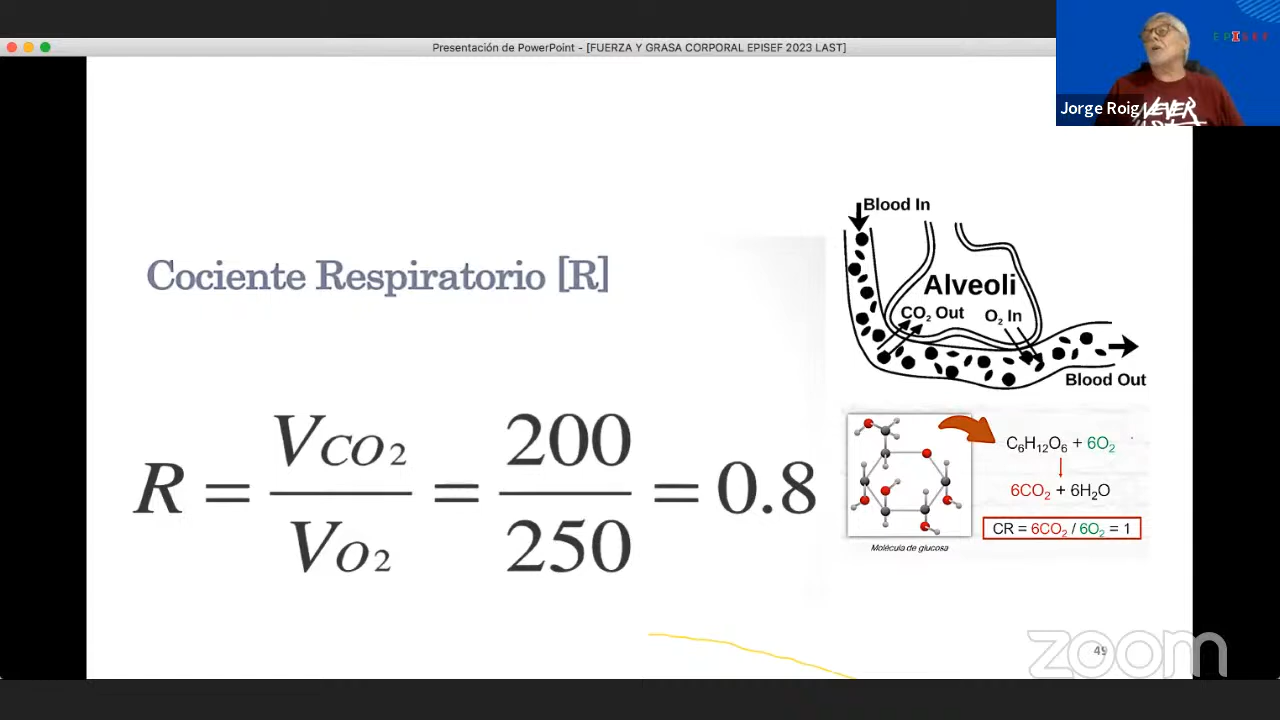 Presentación de PowerPoint - [FUERZA Y GRASA CORPORAL EPISEF 2023 LAST]
EPISEF
Jorge Roig
NEVER
Blood In
Alveoli
CO₂ Out O₂ In
Blood Out
Cociente Respiratorio [R]
R = VCO₂ / VO₂ = 200 / 250 = 0.8
C₆H₁₂O₆ + 6O₂
6CO₂ + 6H₂O
CR = 6CO₂ / 6O₂ = 1
Molécula de glucosa
49
zoom